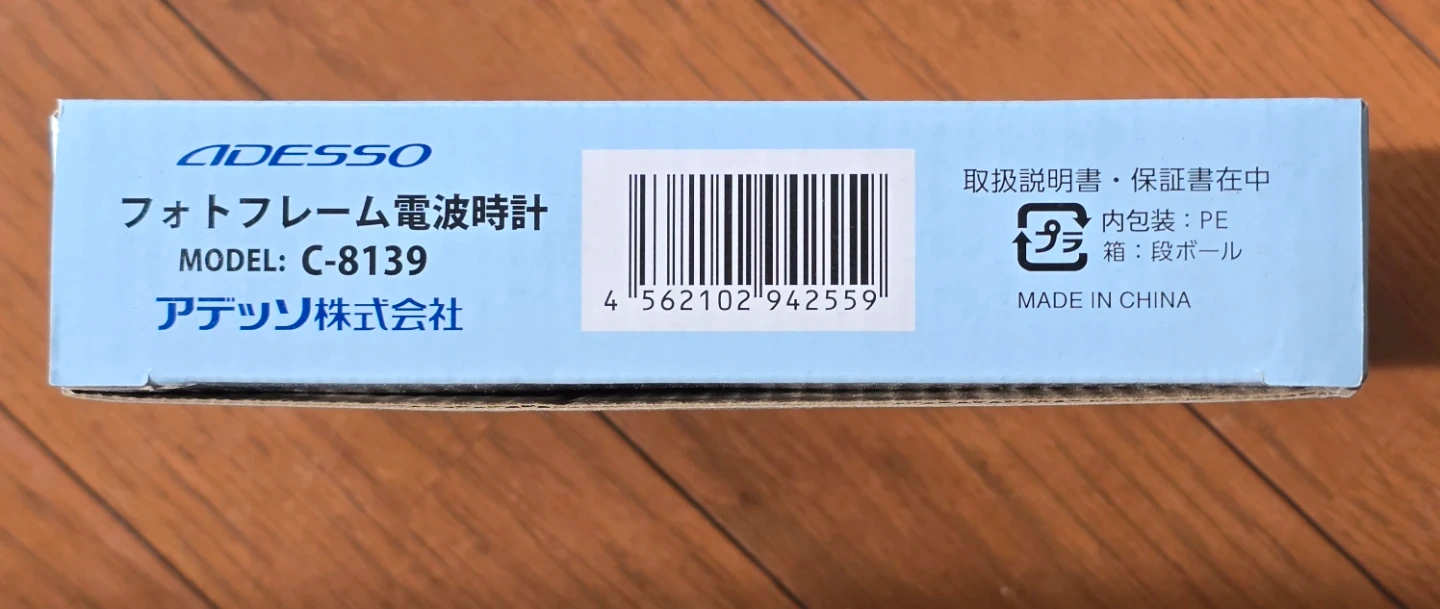 ADESSO
フォトフレーム電波時計
MODEL: C-8139
アデッソ株式会社
4 562102 942559
取扱説明書・保証書在中
プラ
内包装：PE
箱：段ボール
MADE IN CHINA